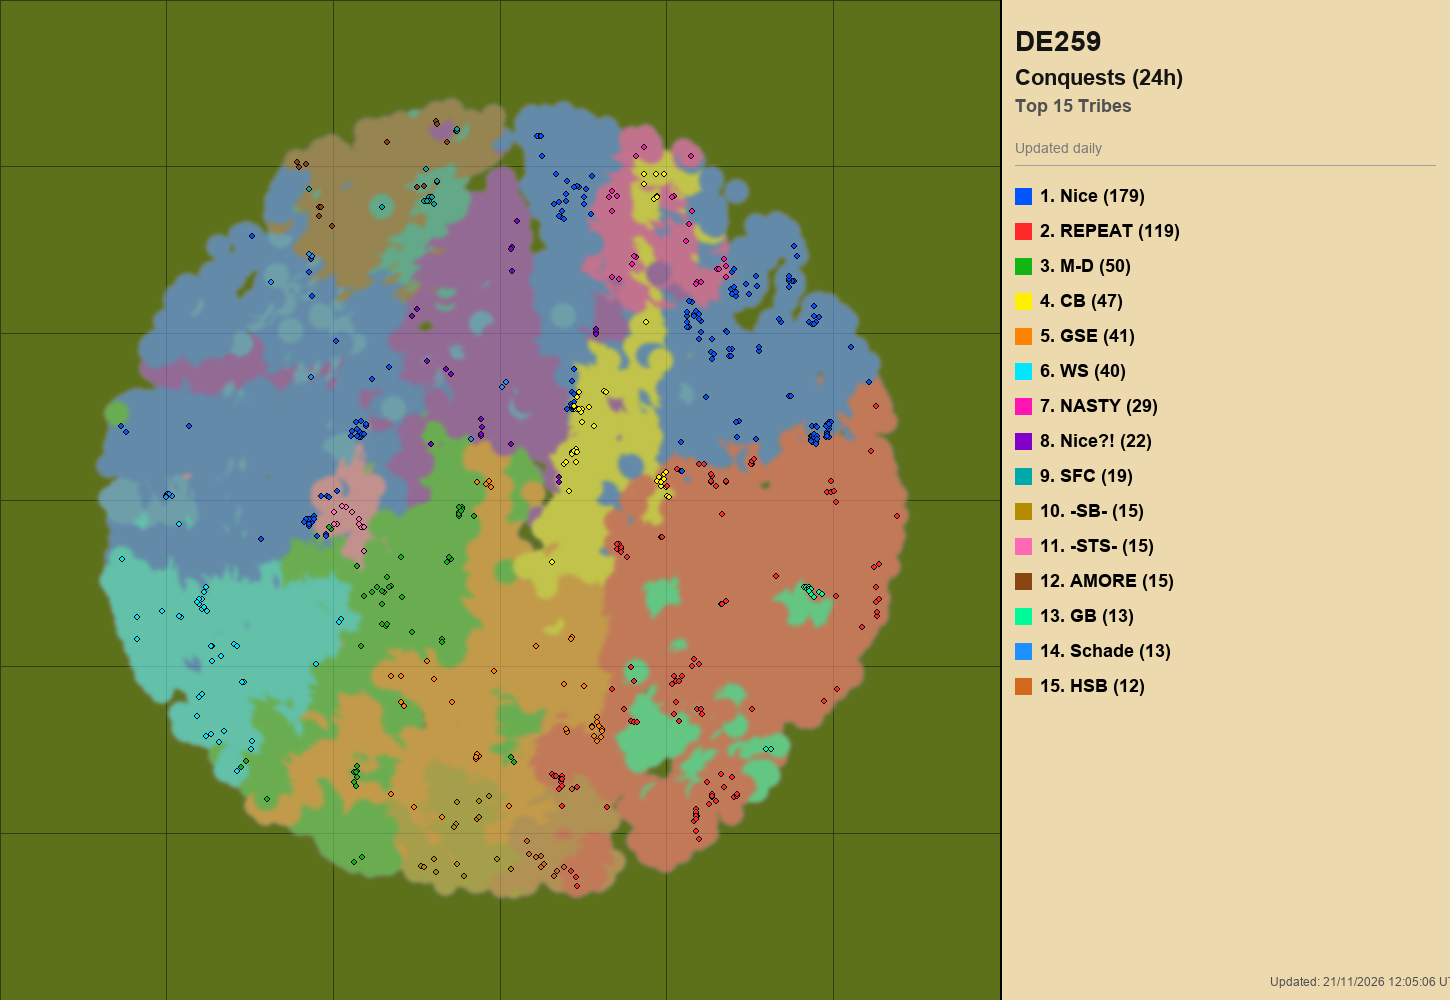 DE259
Conquests (24h)
Top 15 Tribes
Updated daily
1. Nice (179)
2. REPEAT (119)
3. M-D (50)
4. CB (47)
5. GSE (41)
6. WS (40)
7. NASTY (29)
8. Nice?! (22)
9. SFC (19)
10. -SB- (15)
11. -STS- (15)
12. AMORE (15)
13. GB (13)
14. Schade (13)
15. HSB (12)
Updated: 21/11/2026 12:05:06 U